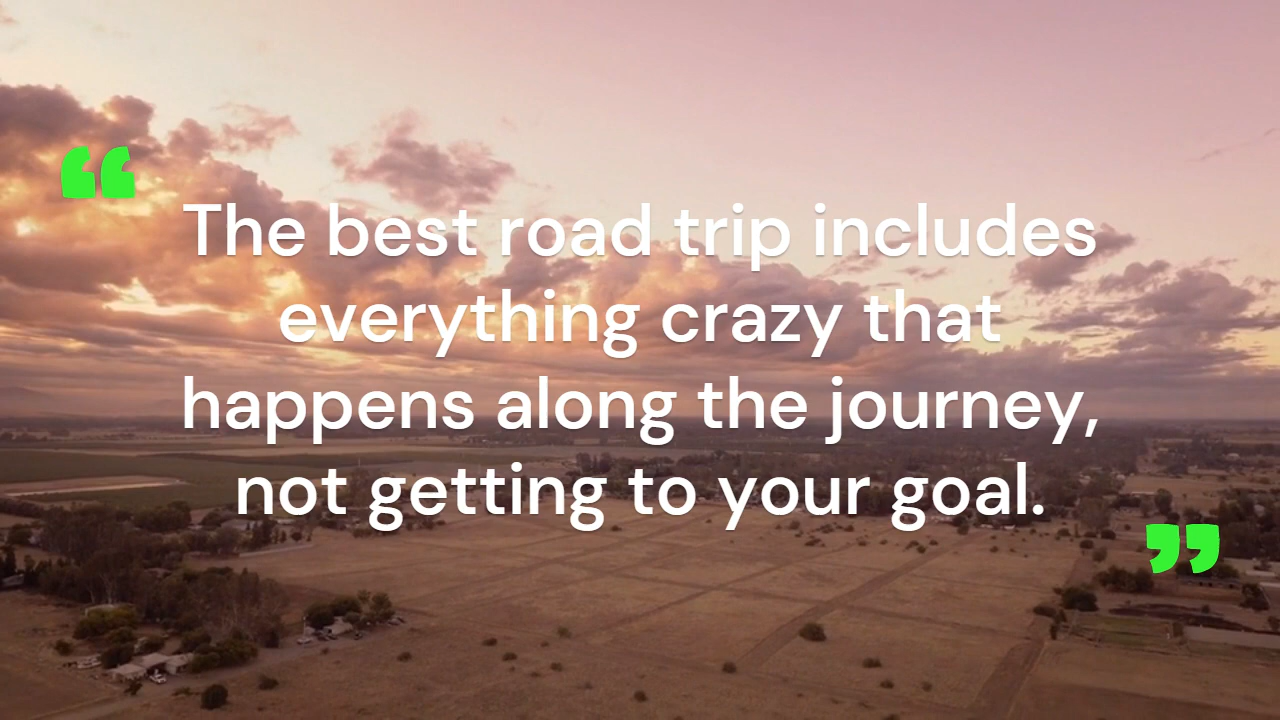 “
The best road trip includes
everything crazy that
happens along the journey,
not getting to your goal.
”